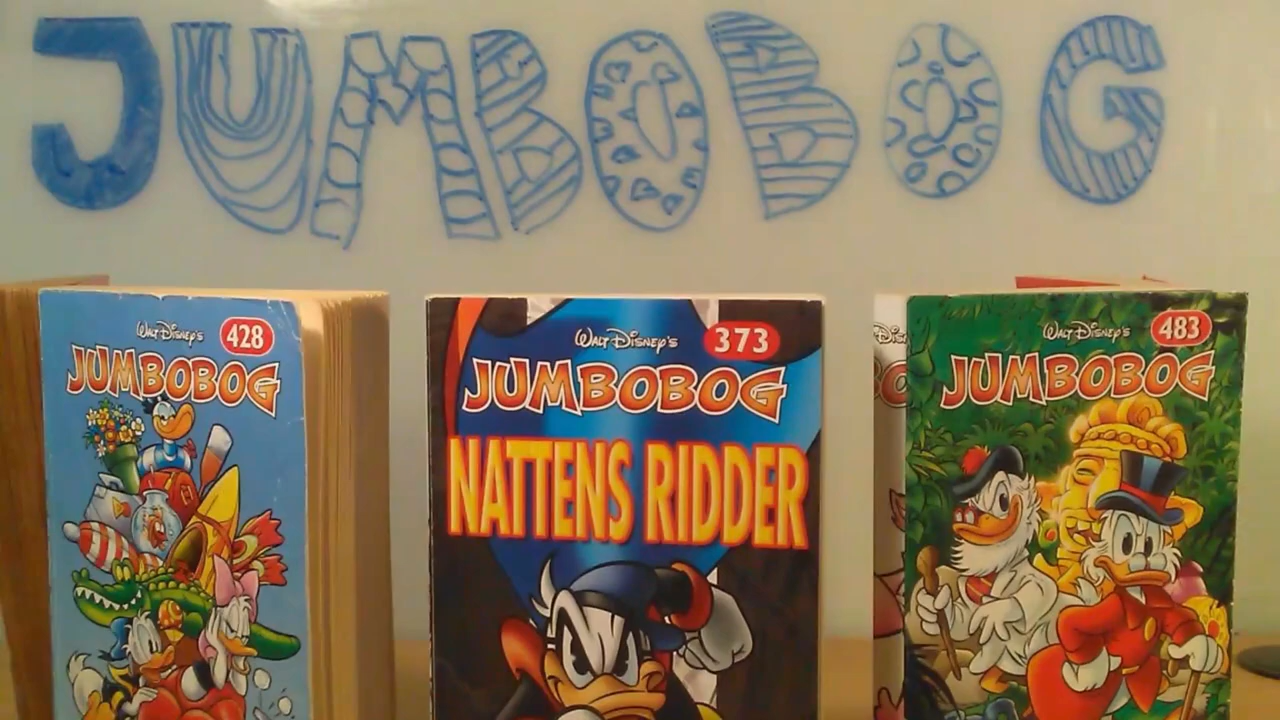 JUMBOBOG
WALT DISNEY'S 428
JUMBOBOG
WALT DISNEY'S 373
JUMBOBOG
NATTENS RIDDER
WALT DISNEY'S 483
JUMBOBOG